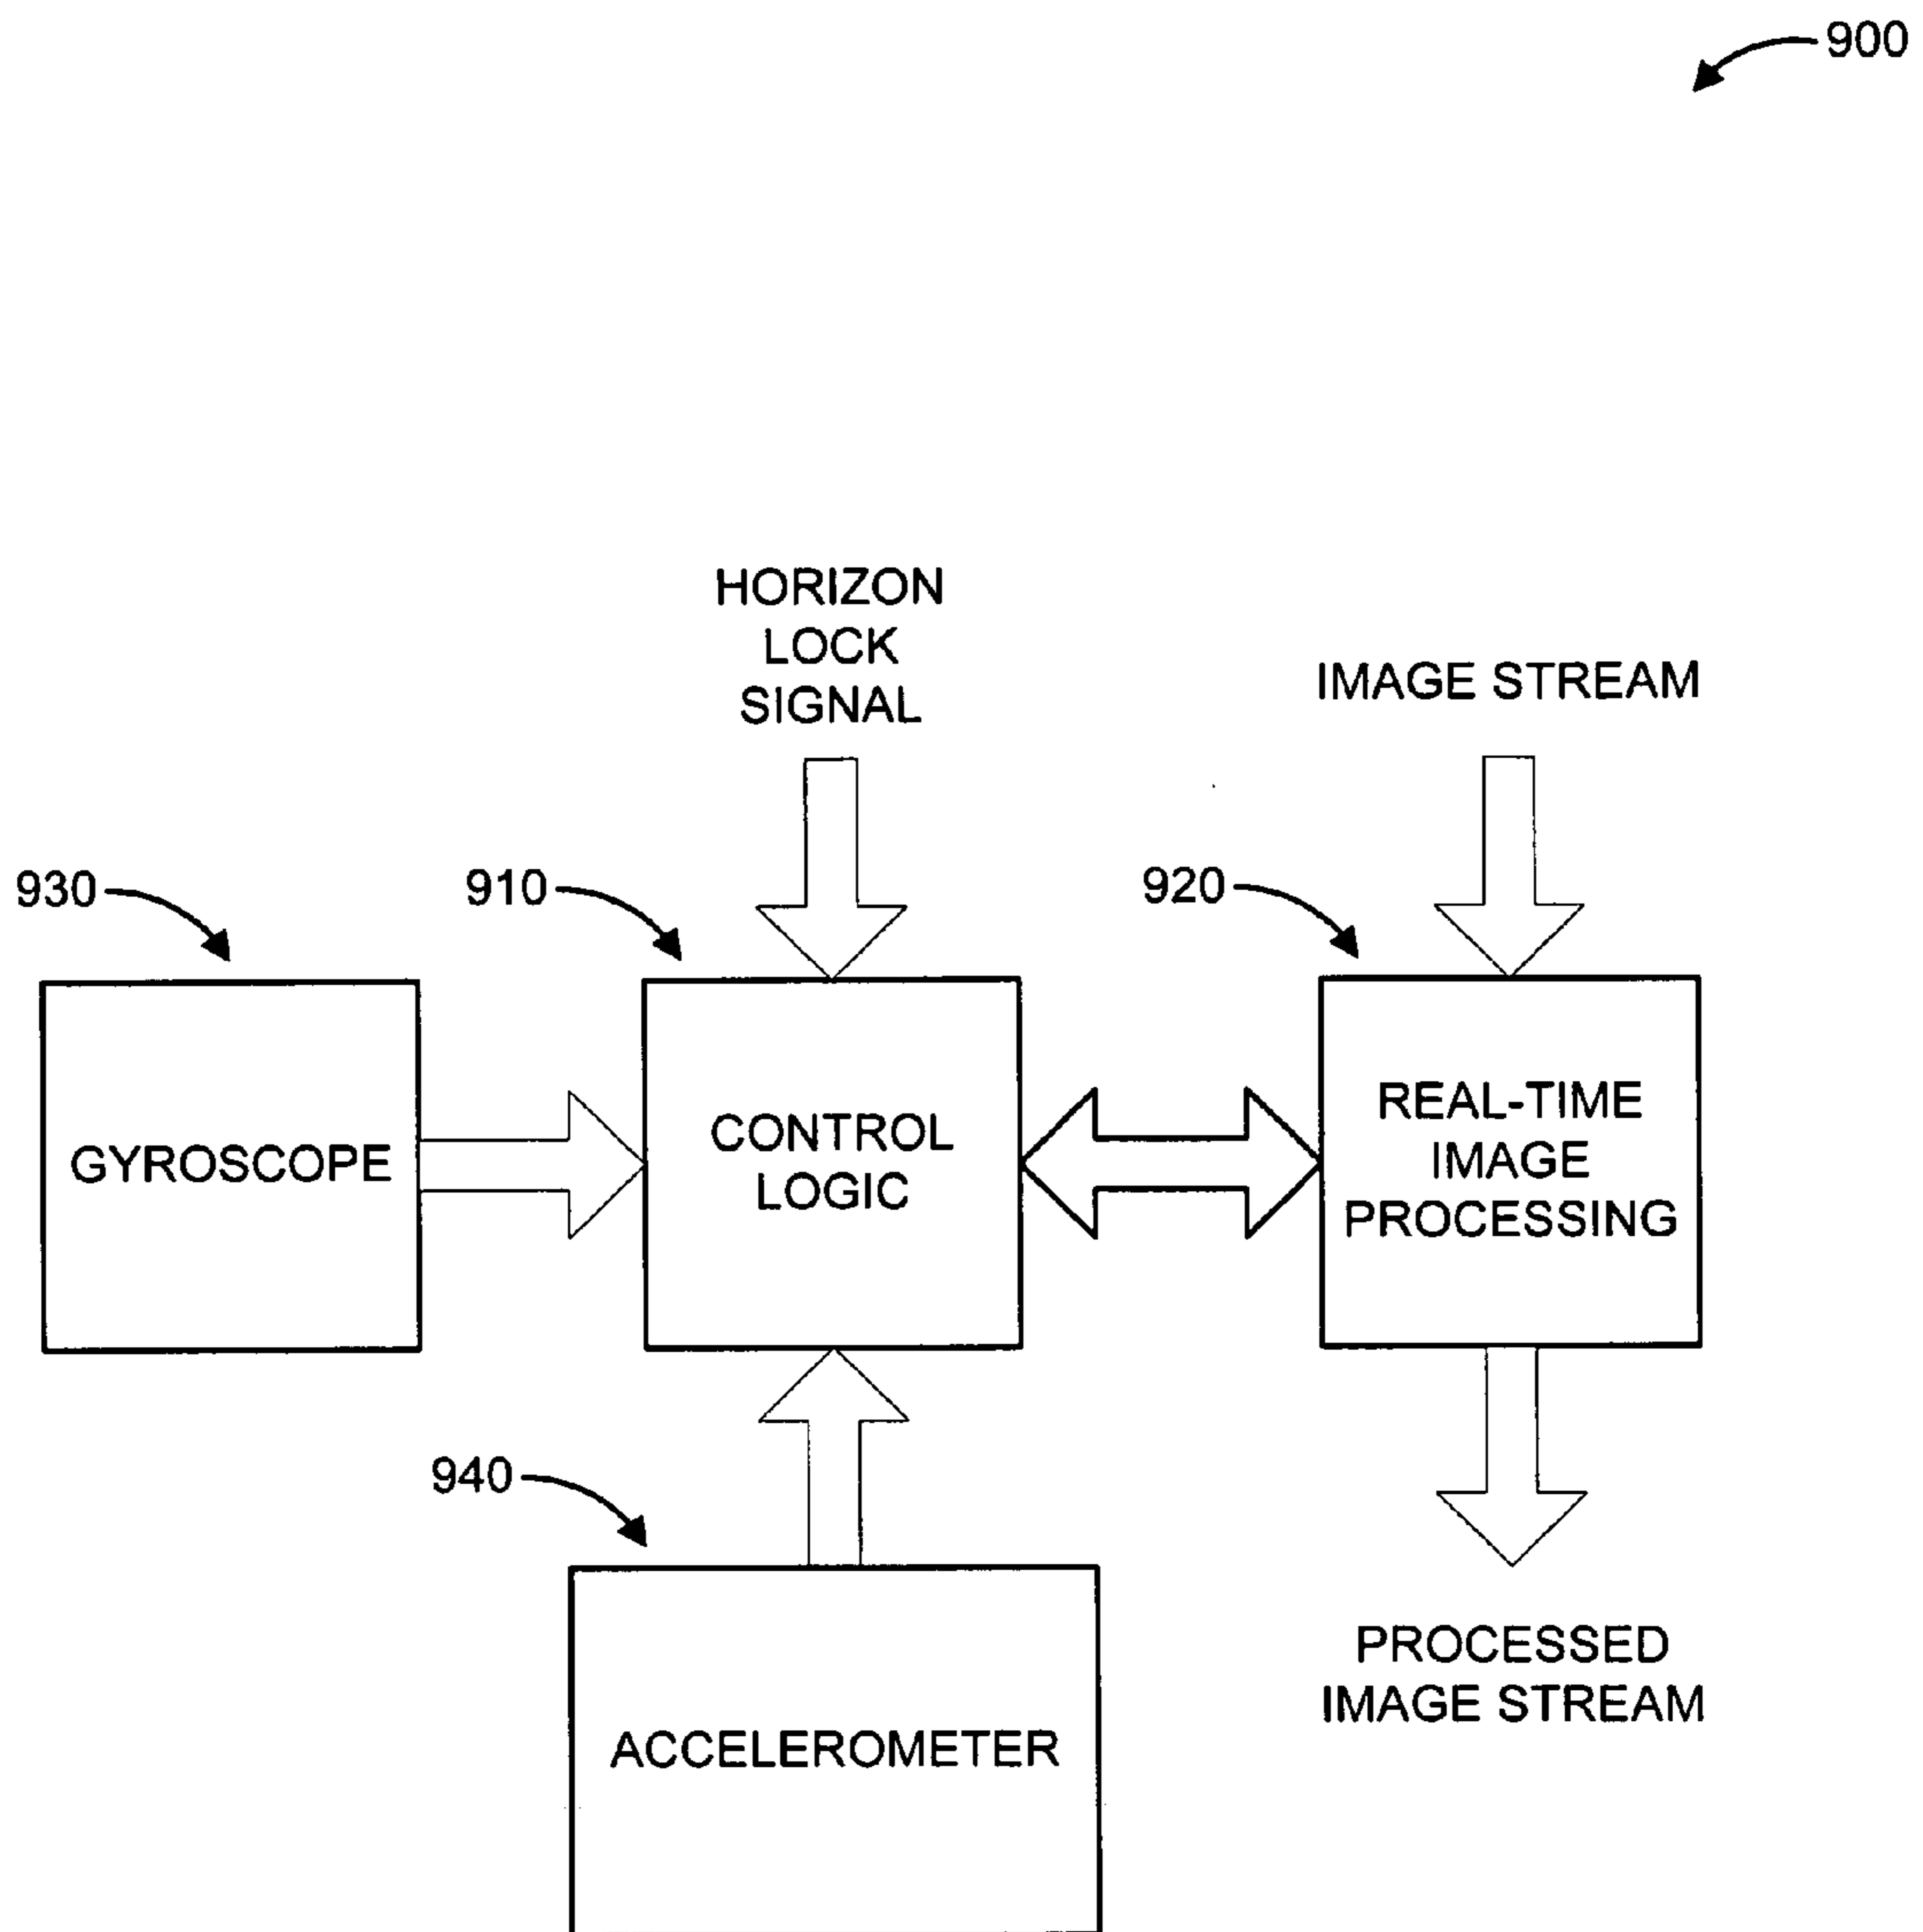 900
HORIZON
LOCK
SIGNAL
IMAGE STREAM
930
910
920
GYROSCOPE
CONTROL
LOGIC
REAL-TIME
IMAGE
PROCESSING
940
ACCELEROMETER
PROCESSED
IMAGE STREAM